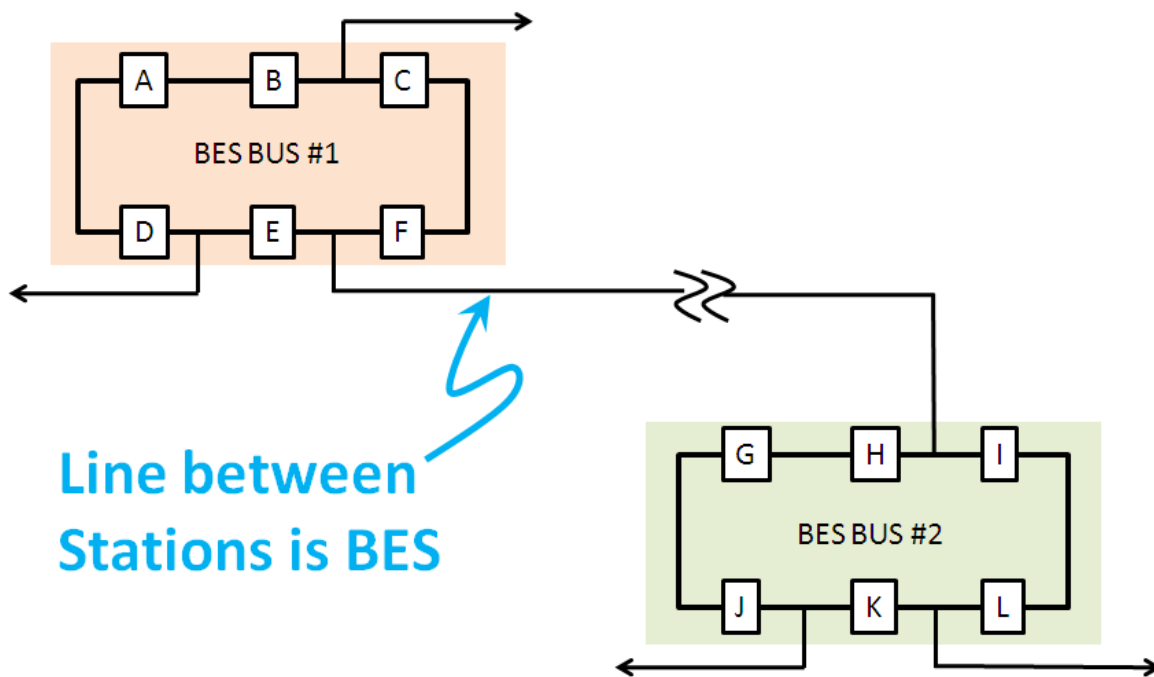 A B C
BES BUS #1
D E F
Line between
Stations is BES
G H I
BES BUS #2
J K L